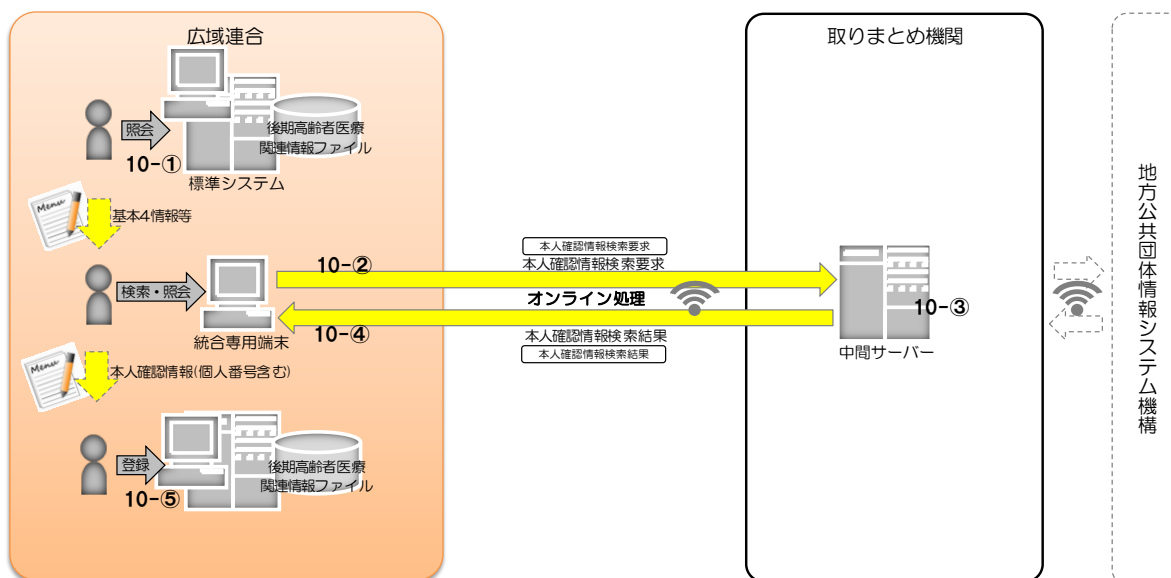 広域連合
照会
10-①
後期高齢者医療
関連情報ファイル
標準システム
Menu
基本4情報等
検索・照会
統合専用端末
10-②
本人確認情報検索要求
本人確認情報検索要求
オンライン処理
10-④
本人確認情報検索結果
本人確認情報検索結果
Menu
本人確認情報(個人番号含む)
登録
10-⑤
後期高齢者医療
関連情報ファイル
取りまとめ機関
10-③
中間サーバー
地方公共団体情報システム機構